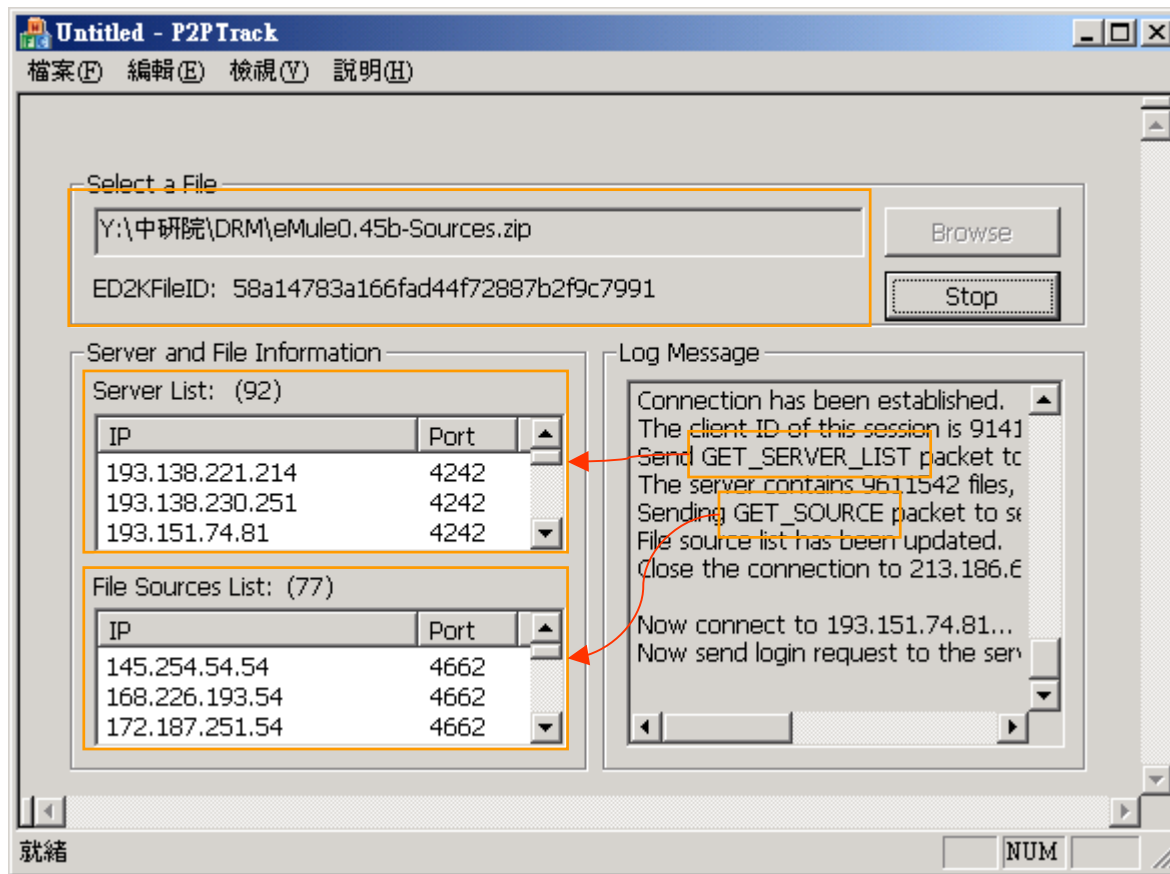 Untitled - P2PTrack
檔案(F) 編輯(E) 檢視(V) 說明(H)
Select a File
Y:\中研院\DRM\eMule0.45b-Sources.zip
Browse
ED2KFileID: 58a14783a166fad44f72887b2f9c7991
Stop
Server and File Information
Server List: (92)
IP Port
193.138.221.214 4242
193.138.230.251 4242
193.151.74.81 4242
File Sources List: (77)
IP Port
145.254.54.54 4662
168.226.193.54 4662
172.187.251.54 4662
Log Message
Connection has been established.
The client ID of this session is 9141
Send GET_SERVER_LIST packet to
The server contains 9611542 files,
Sending GET_SOURCE packet to se
File source list has been updated.
Close the connection to 213.186.6
Now connect to 193.151.74.81...
Now send login request to the serv
就緒
NUM